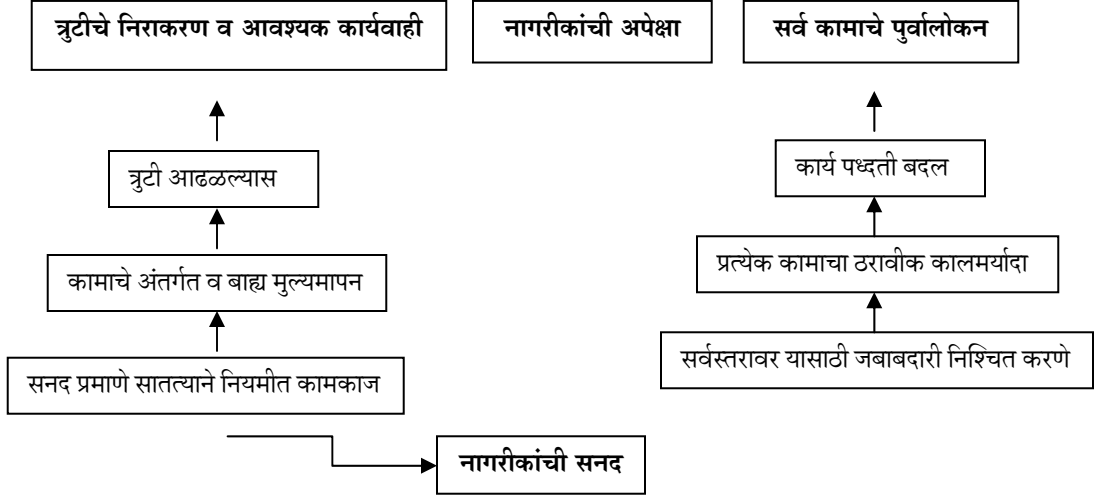 त्रुटीचे निराकरण व आवश्यक कार्यवाही
नागरीकांची अपेक्षा
सर्व कामाचे पुर्वालोकन
त्रुटी आढळल्यास
कार्य पध्दती बदल
कामाचे अंतर्गत व बाह्य मुल्यमापन
प्रत्येक कामाचा ठरावीक कालमर्यादा
सर्वस्तरावर यासाठी जबाबदारी निश्चित करणे
सनद प्रमाणे सातत्याने नियमीत कामकाज
नागरीकांची सनद